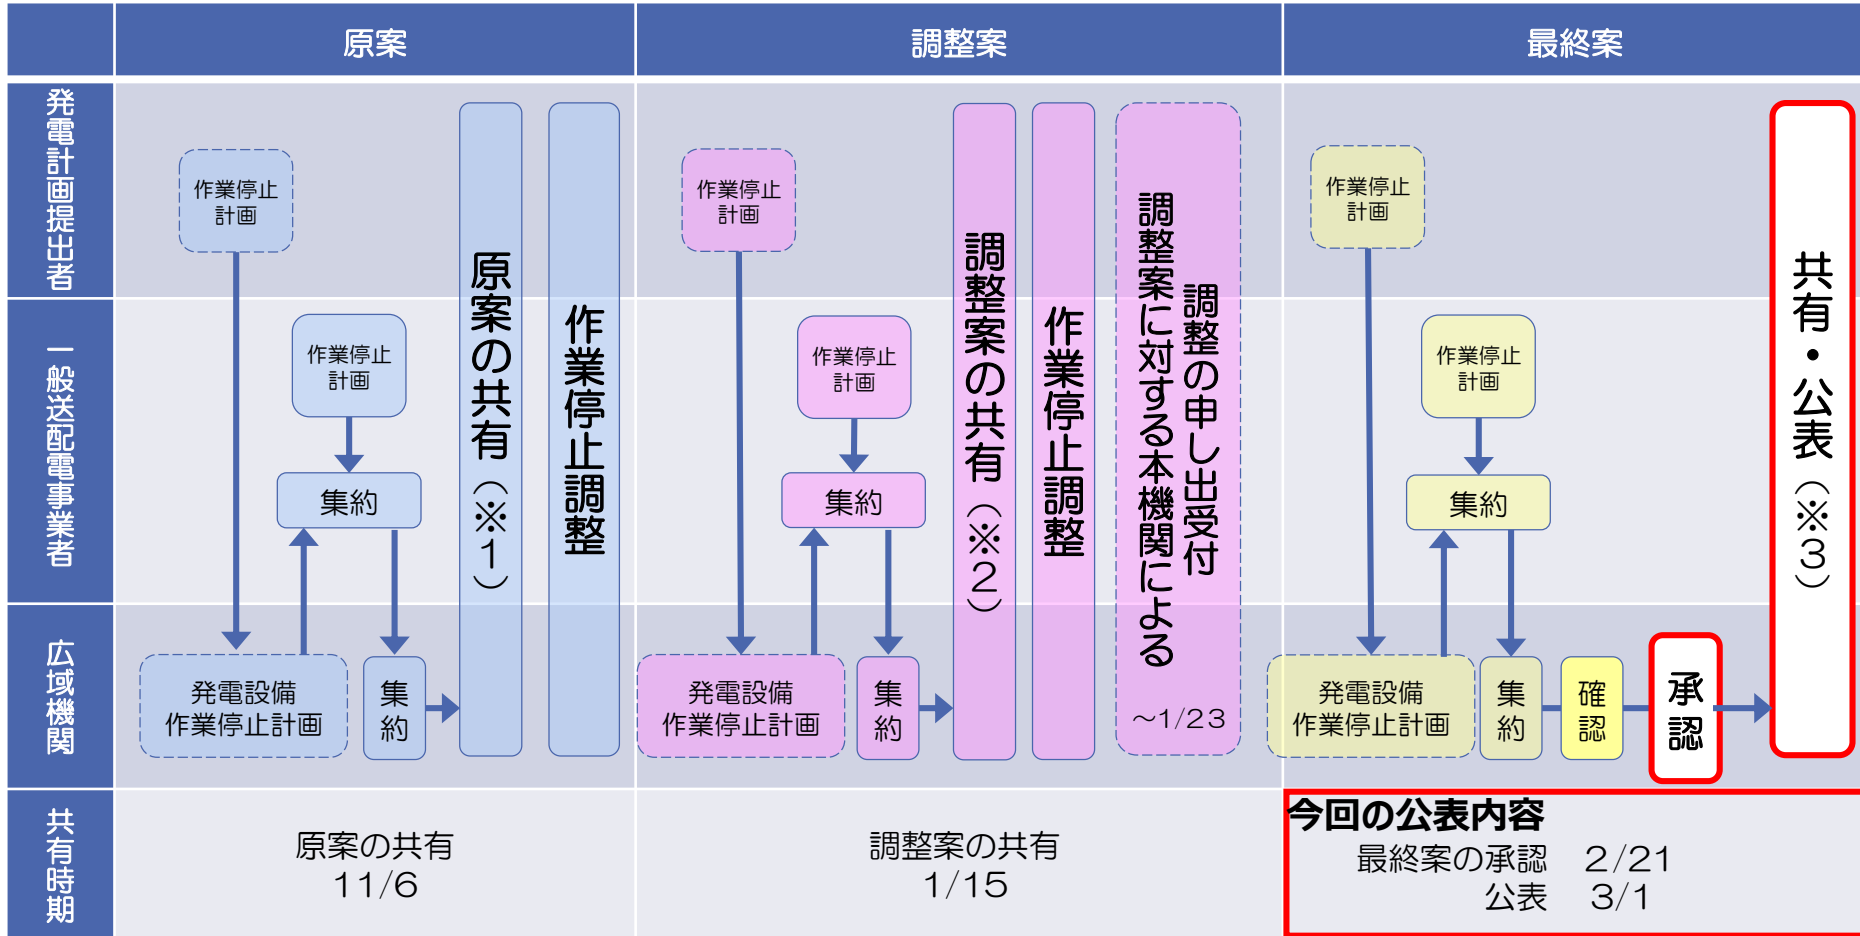 原案
調整案
最終案
発電計画提出者
作業停止
計画
作業停止
計画
作業停止
計画
一般送配電事業者
作業停止
計画
集約
作業停止
計画
集約
作業停止
計画
集約
原案の共有（※１）
作業停止調整
調整案の共有（※２）
作業停止調整
調整案に対する本機関による
調整の申し出受付
～1/23
共有・公表（※３）
広域機関
発電設備
作業停止計画
集約
発電設備
作業停止計画
集約
発電設備
作業停止計画
集約
確認
承認
共有時期
原案の共有
11/6
調整案の共有
1/15
今回の公表内容
最終案の承認 2/21
公表 3/1